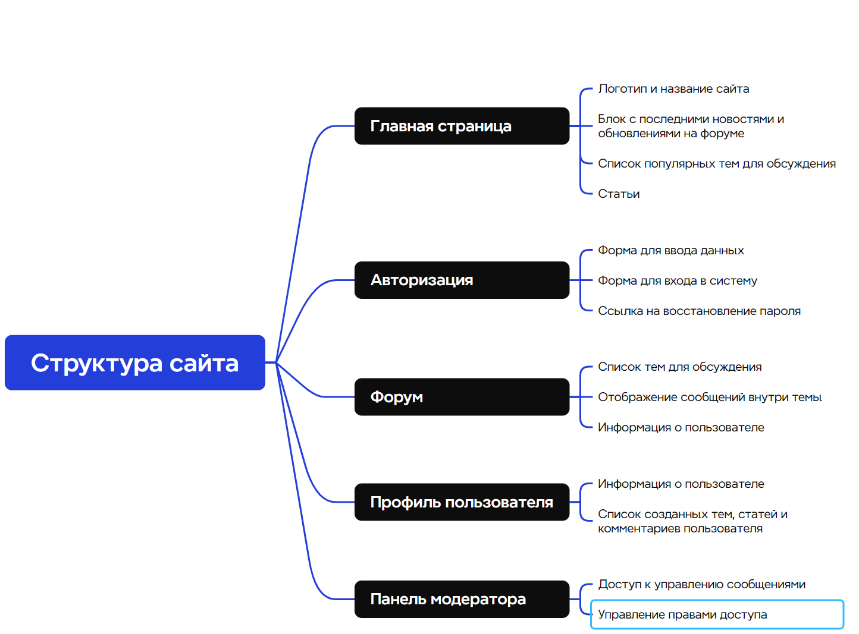 Структура сайта
Главная страница
Логотип и название сайта
Блок с последними новостями и
обновлениями на форуме
Список популярных тем для обсуждения
Статьи
Авторизация
Форма для ввода данных
Форма для входа в систему
Ссылка на восстановление пароля
Форум
Список тем для обсуждения
Отображение сообщений внутри темы
Информация о пользователе
Профиль пользователя
Информация о пользователе
Список созданных тем, статей и
комментариев пользователя
Панель модератора
Доступ к управлению сообщениями
Управление правами доступа